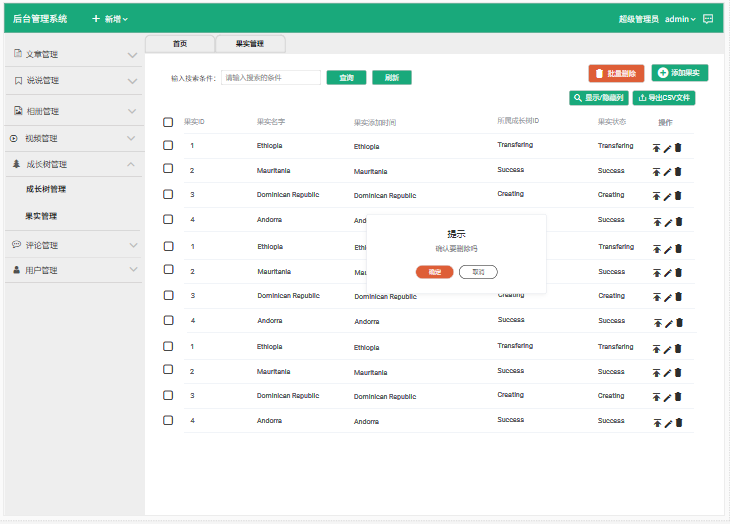 后台管理系统 新增 超级管理员 admin
首页 果实管理
文章管理
说说管理
相册管理
视频管理
成长树管理
成长树管理
果实管理
评论管理
用户管理
输入搜索条件： 请输入搜索的条件 查询 刷新 批量删除 添加果实
显示/隐藏列 导出CSV文件
果实ID 果实名字 果实添加时间 所属成长树ID 果实状态 操作
1 Ethiopia Ethiopia Transfering Transfering
2 Mauritania Mauritania Success Success
3 Dominican Republic Dominican Republic Creating Creating
4 Andorra And Success
1 Ethiopia Ethi Transfering
2 Mauritania Mau Success
3 Dominican Republic Dominican Republic Creating Creating
4 Andorra Andorra Success Success
1 Ethiopia Ethiopia Transfering Transfering
2 Mauritania Mauritania Success Success
3 Dominican Republic Dominican Republic Creating Creating
4 Andorra Andorra Success Success
提示
确认要删除吗
确定 取消